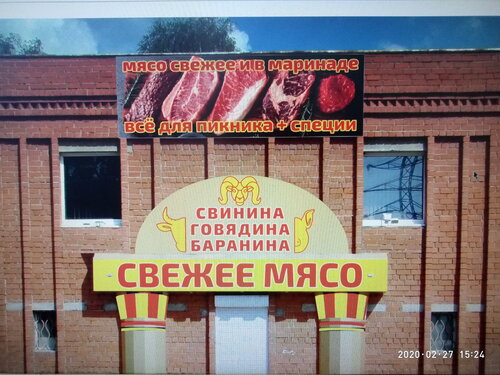 мясо свежее и в маринаде
всё для пикника + специи
СВИНИНА
ГОВЯДИНА
БАРАНИНА
СВЕЖЕЕ МЯСО
2020-02-27 15:24